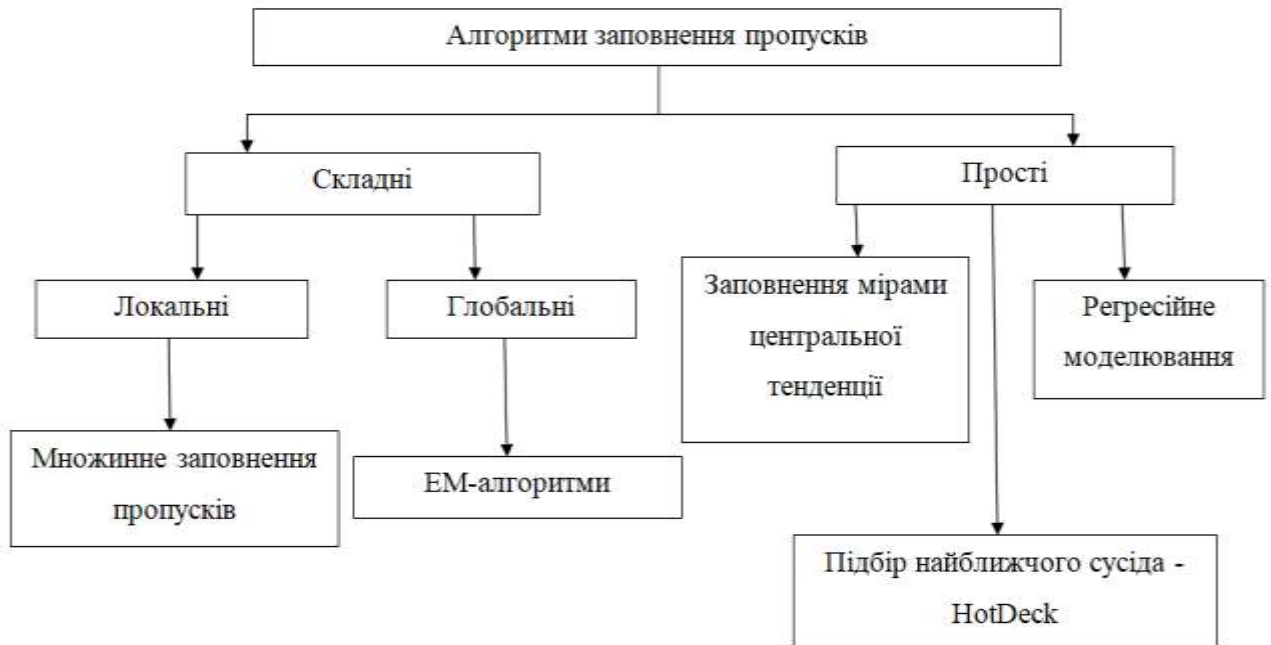 Алгоритми заповнення пропусків
Складні
Прості
Локальні
Глобальні
Заповнення мірами
центральної
тенденції
Регресійне
моделювання
Множинне заповнення
пропусків
ЕМ-алгоритми
Підбір найближчого сусіда -
HotDeck